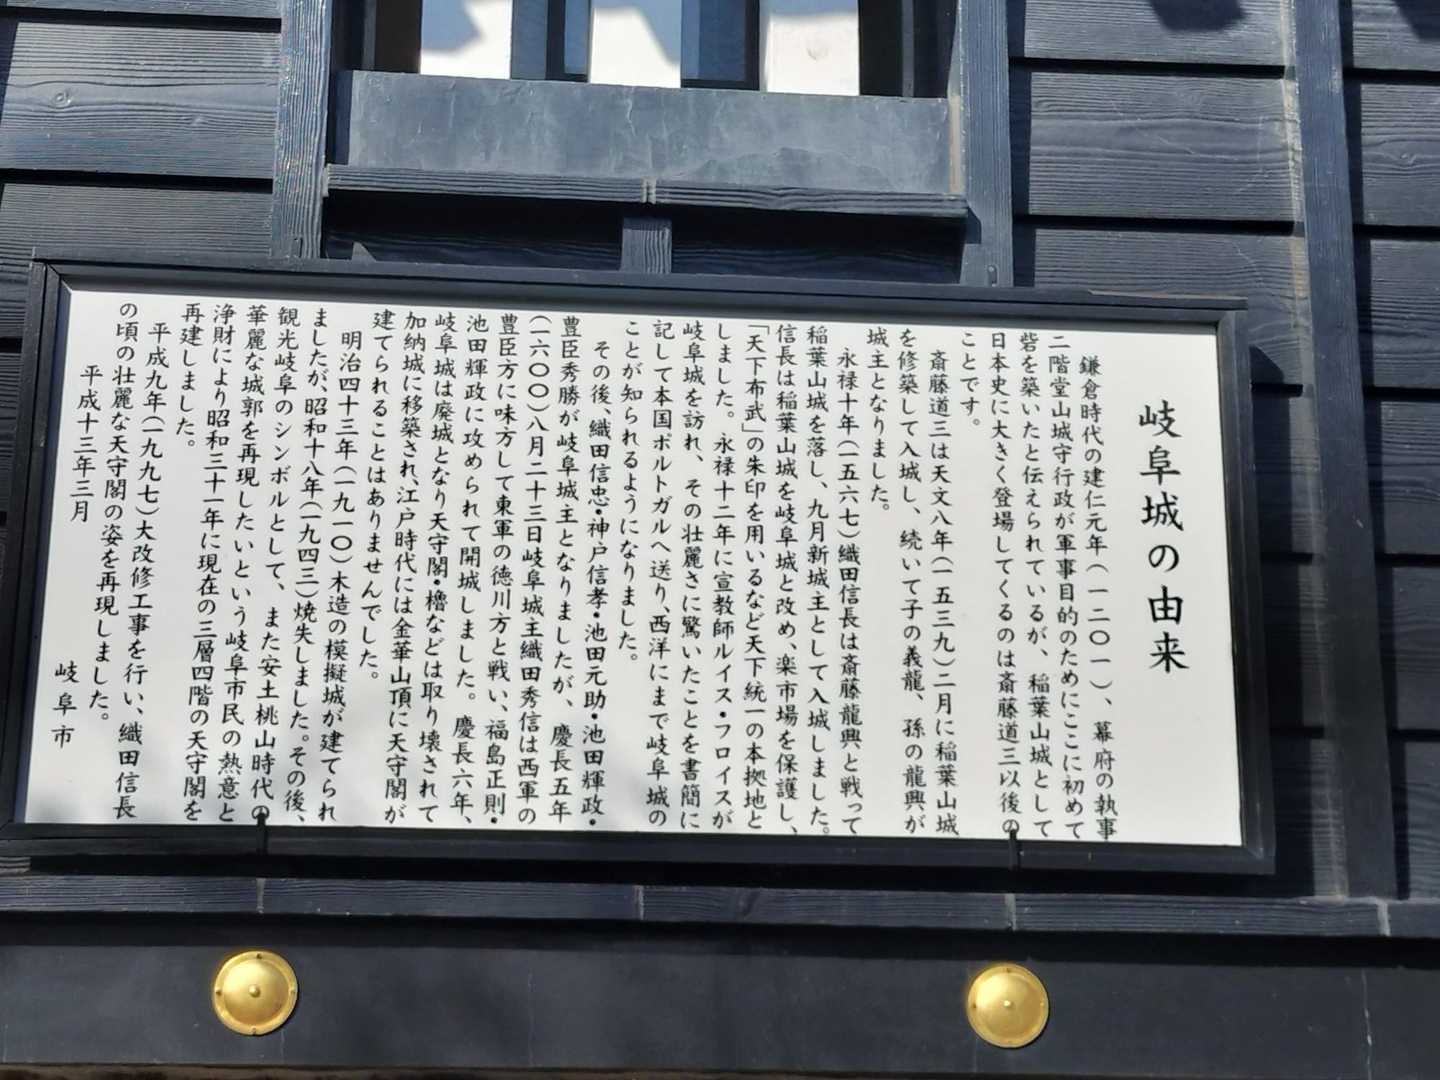 岐阜城の由来
鎌倉時代の建仁元年(一二〇一)、幕府の執事
二階堂山城守行政が軍事目的のためにここに初めて
砦を築いたと伝えられているが、稲葉山城として
日本史に大きく登場してくるのは斎藤道三以後の
ことです。
斎藤道三は天文八年(一五三九)二月に稲葉山城
を修築して入城し、続いて子の義龍、孫の龍興が
城主となりました。
永禄十年(一五六七)織田信長は斎藤龍興と戦って
稲葉山城を落し、九月新城主として入城しました。
信長は稲葉山城を岐阜城と改め、楽市場を保護し、
「天下布武」の朱印を用いるなど天下統一の本拠地と
しました。永禄十二年に宣教師ルイス・フロイスが
岐阜城を訪れ、その壮麗さに驚いたことを書簡に
記して本国ポルトガルへ送り、西洋にまで岐阜城の
ことが知られるようになりました。
その後、織田信忠・神戸信孝・池田元助・池田輝政・
豊臣秀勝が岐阜城主となりましたが、慶長五年
(一六〇〇)八月二十三日岐阜城主織田秀信は西軍の
豊臣方に味方して東軍の徳川方と戦い、福島正則・
池田輝政に攻められて開城しました。慶長六年、
岐阜城は廃城となり天守閣・櫓などは取り壊されて
加納城に移築され、江戸時代には金華山頂に天守閣が
建てられることはありませんでした。
明治四十三年(一九一〇)木造の模擬城が建てられ
ましたが、昭和十八年(一九四三)焼失しました。その後、
観光岐阜のシンボルとして、また安土桃山時代の
華麗な城郭を再現したいという岐阜市民の熱意と
浄財により昭和三十一年に現在の三層四階の天守閣を
再建しました。
平成九年(一九九七)大改修工事を行い、織田信長
の頃の壮麗な天守閣の姿を再現しました。
平成十三年三月
岐阜市